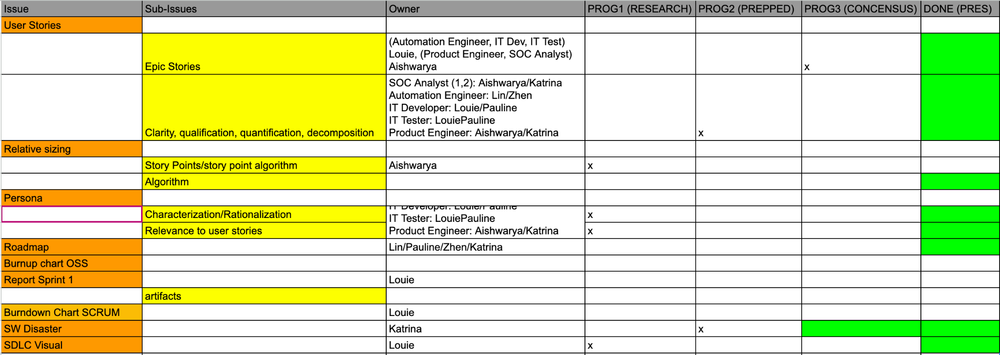 Issue Sub-Issues Owner PROG1 (RESEARCH) PROG2 (PREPPED) PROG3 (CONCENSUS) DONE (PRES)
User Stories
(Automation Engineer, IT Dev, IT Test)
Louie, (Product Engineer, SOC Analyst)
Epic Stories Aishwarya x
SOC Analyst (1,2): Aishwarya/Katrina
Automation Engineer: Lin/Zhen
IT Developer: Louie/Pauline
IT Tester: LouiePauline
Clarity, qualification, quantification, decomposition Product Engineer: Aishwarya/Katrina x
Relative sizing
Story Points/story point algorithm Aishwarya x
Algorithm
Persona
IT Developer: Louie/Pauline
Characterization/Rationalization IT Tester: LouiePauline x
Relevance to user stories Product Engineer: Aishwarya/Katrina x
Roadmap Lin/Pauline/Zhen/Katrina
Burnup chart OSS
Report Sprint 1 Louie
artifacts
Burndown Chart SCRUM Louie
SW Disaster Katrina x
SDLC Visual Louie x